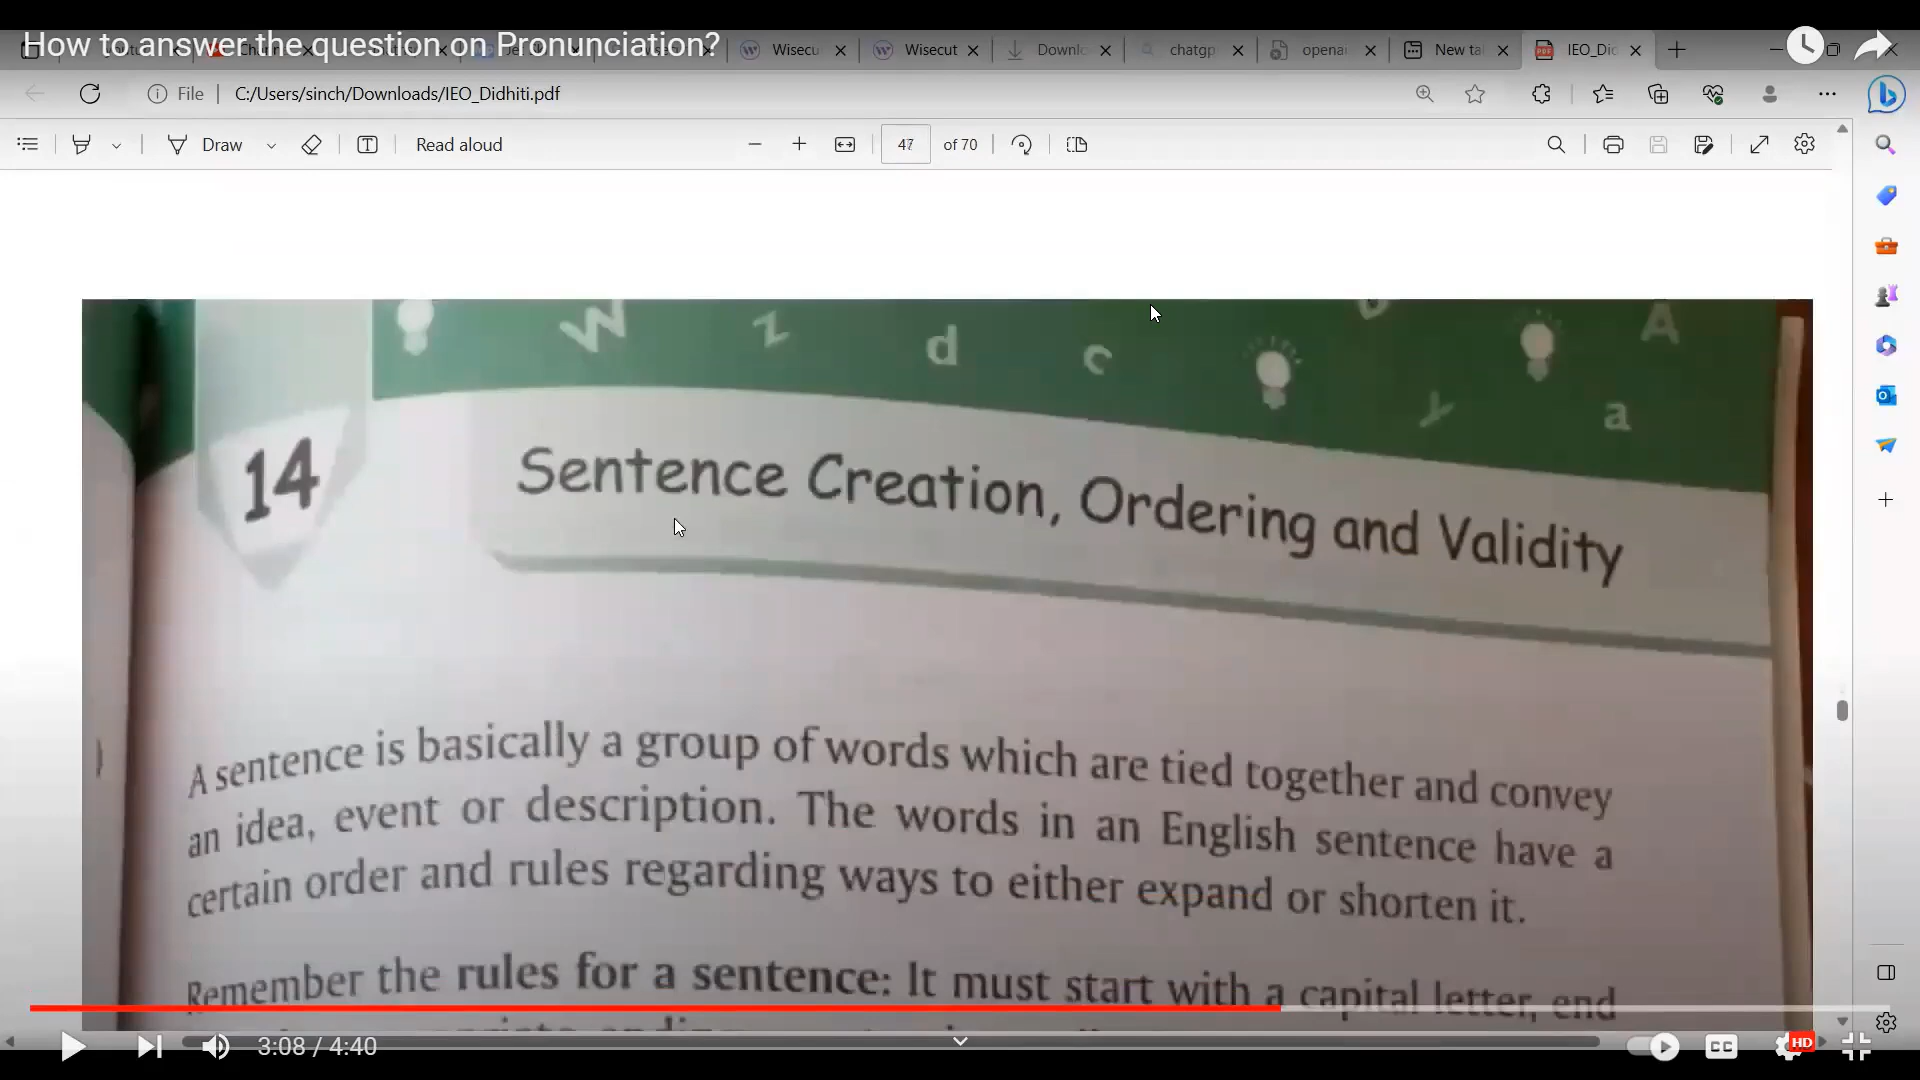 How to answer the question on Pronunciation?
Wisecu
Wisecut
Downlo
chatgp
openai
New ta
IEO_Did
File
C:/Users/sinch/Downloads/IEO_Didhiti.pdf
Draw
Read aloud
47
of 70
W z d c A
y a
14
Sentence Creation, Ordering and Validity
A sentence is basically a group of words which are tied together and convey
an idea, event or description. The words in an English sentence have a
certain order and rules regarding ways to either expand or shorten it.
Remember the rules for a sentence: It must start with a capital letter, end
3:08 / 4:40
CC
HD